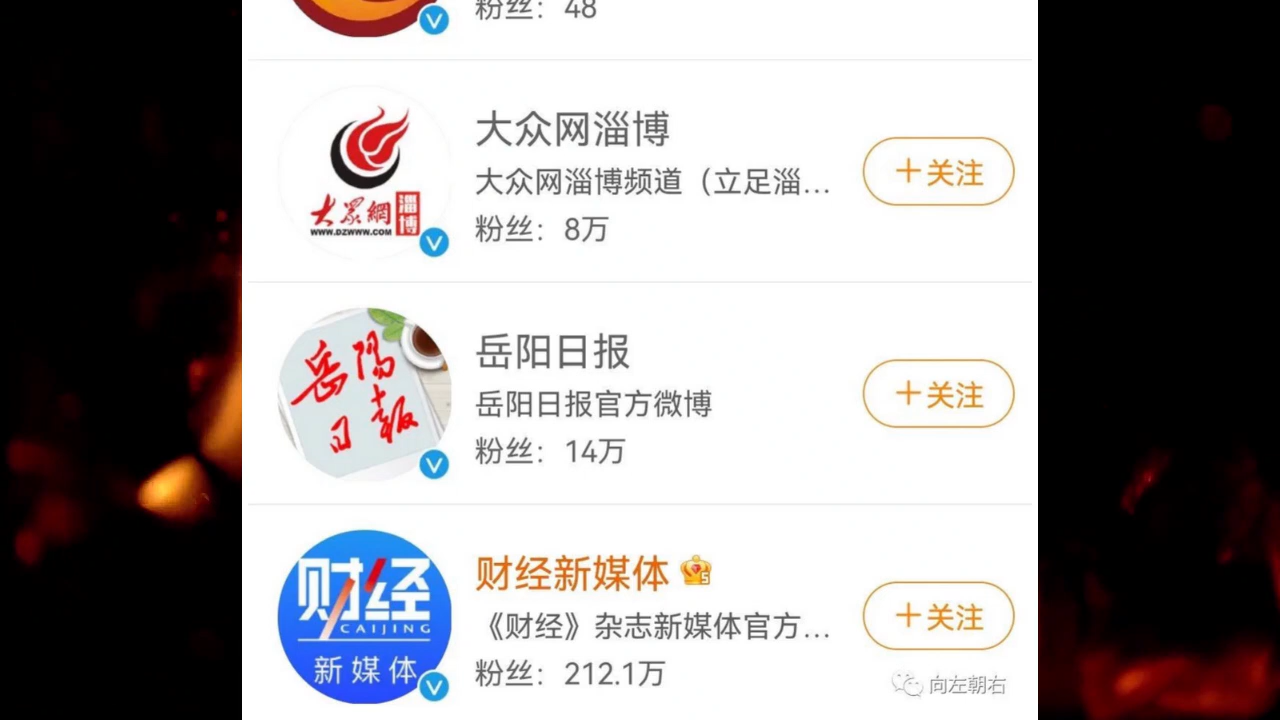 粉丝：48
大众网淄博
大众网淄博频道（立足淄...
粉丝：8万
+关注
大眾網
淄博
WWW.DZWWW.COM
岳阳日报
岳阳日报官方微博
粉丝：14万
+关注
岳陽
日報
财经新媒体
5
《财经》杂志新媒体官方...
粉丝：212.1万
+关注
财经
CAIJING
新媒体
向左朝右